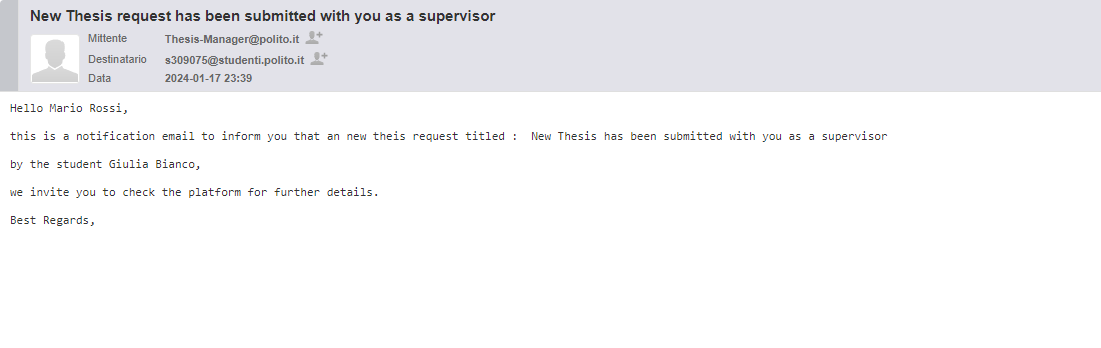 New Thesis request has been submitted with you as a supervisor
Mittente Thesis-Manager@polito.it
Destinatario s309075@studenti.polito.it
Data 2024-01-17 23:39
Hello Mario Rossi,
this is a notification email to inform you that an new theis request titled :  New Thesis has been submitted with you as a supervisor
by the student Giulia Bianco,
we invite you to check the platform for further details.
Best Regards,